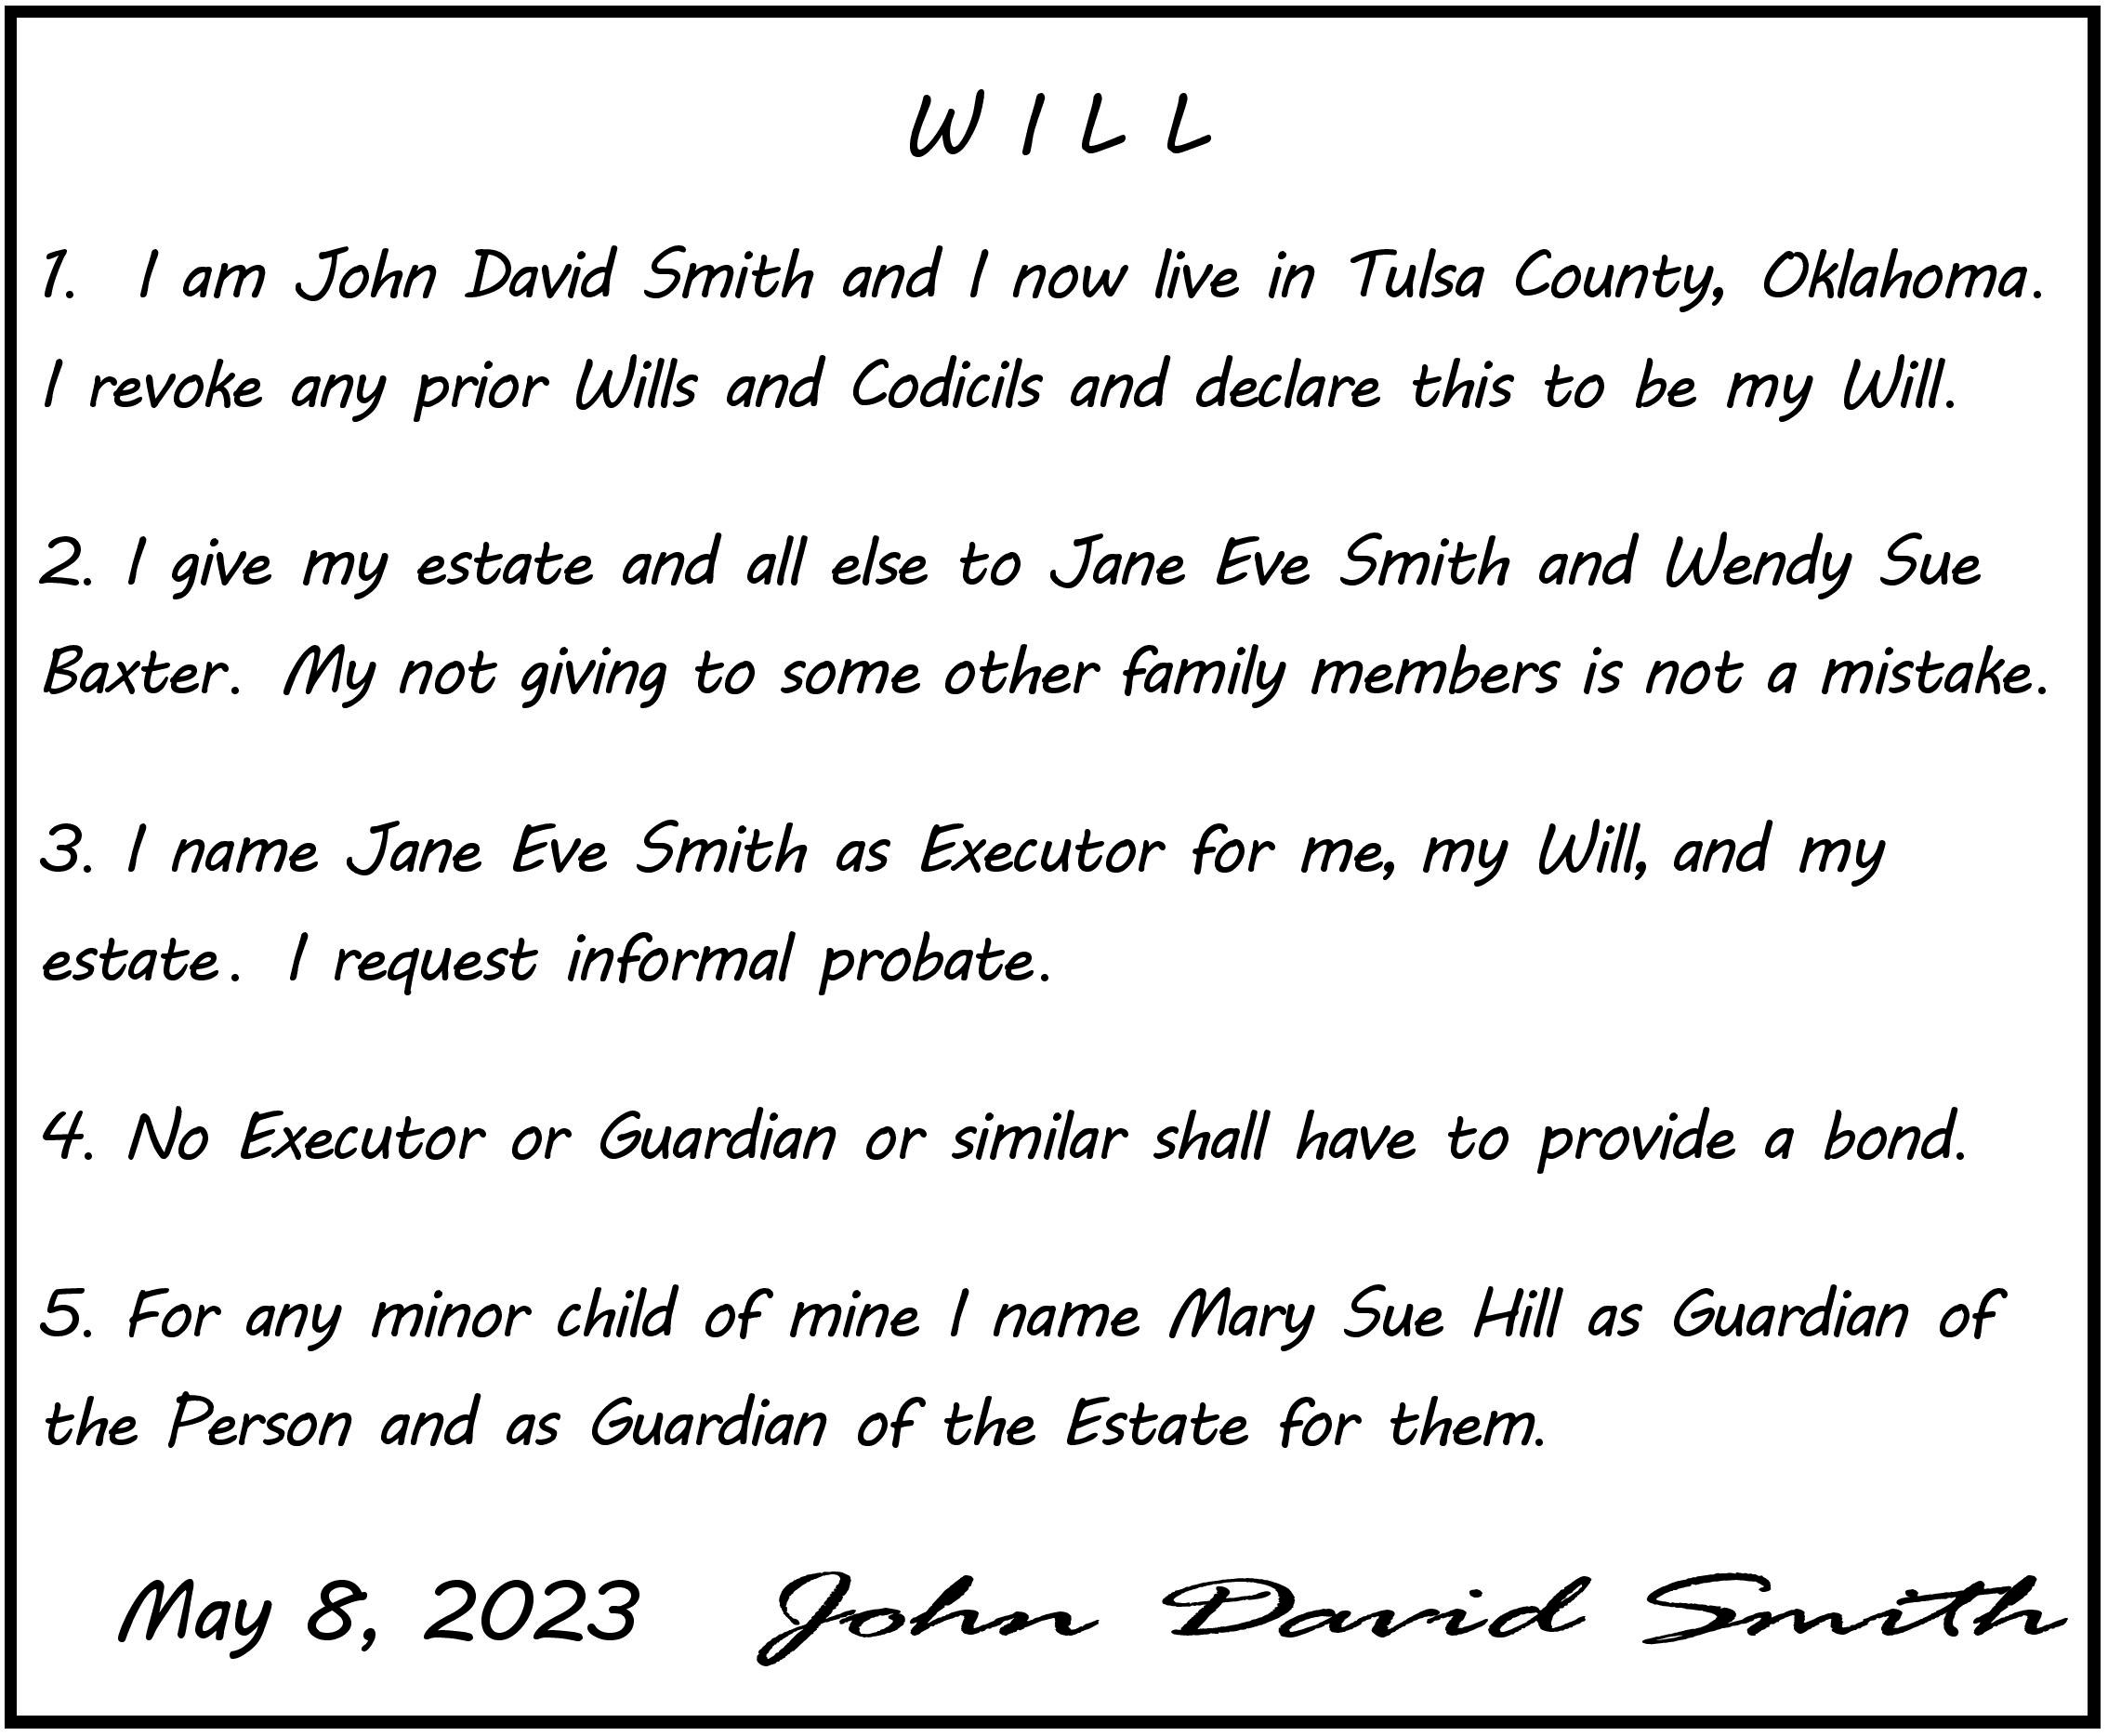 W I L L
1. I am John David Smith and I now live in Tulsa County, Oklahoma.
I revoke any prior Wills and Codicils and declare this to be my Will.
2. I give my estate and all else to Jane Eve Smith and Wendy Sue
Baxter. My not giving to some other family members is not a mistake.
3. I name Jane Eve Smith as Executor for me, my Will, and my
estate. I request informal probate.
4. No Executor or Guardian or similar shall have to provide a bond.
5. For any minor child of mine I name Mary Sue Hill as Guardian of
the Person and as Guardian of the Estate for them.
May 8, 2023 John David Smith